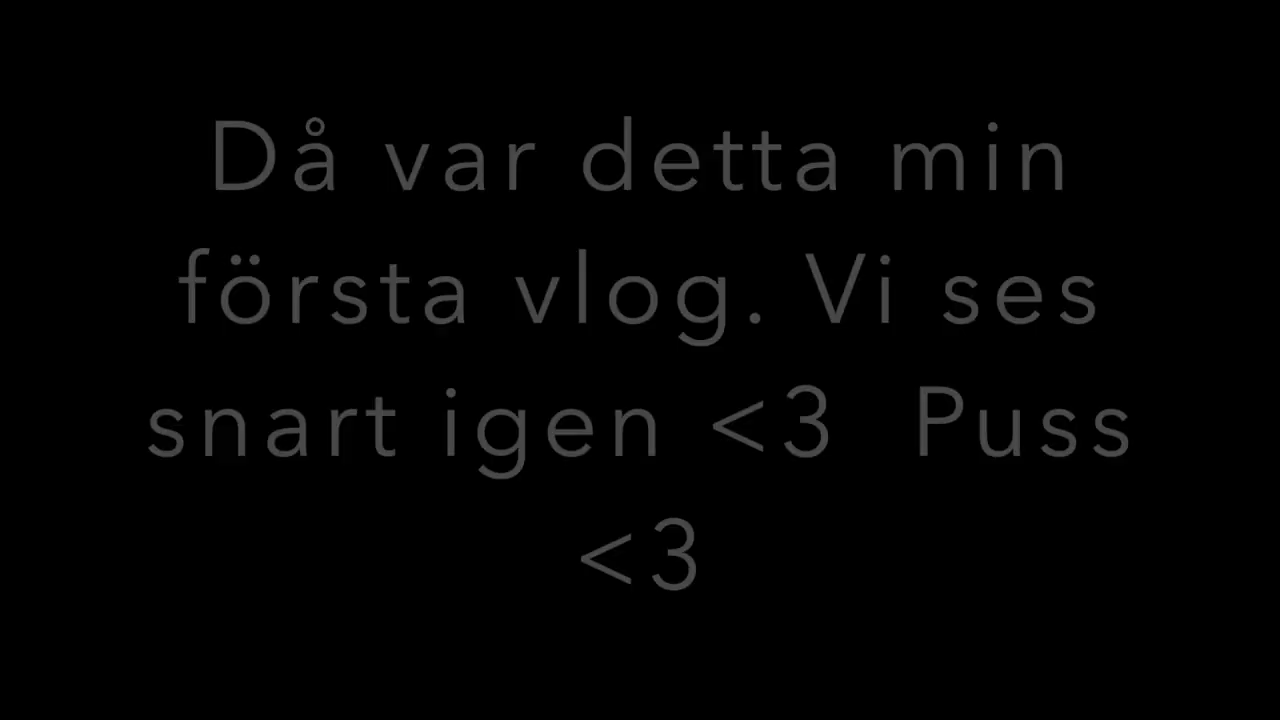 Då var detta min
första vlog. Vi ses
snart igen <3  Puss
<3